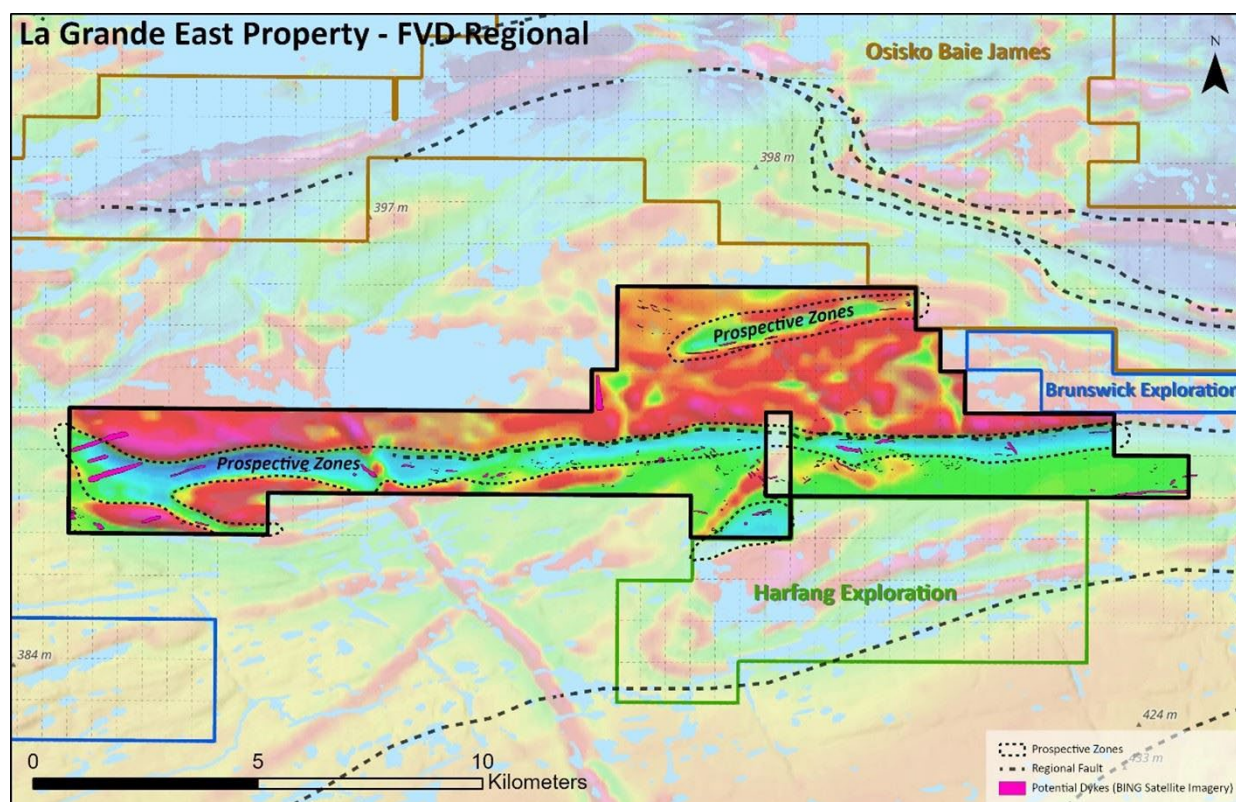 La Grande East Property - FVD Regional
Osisko Baie James
N
398 m
397 m
Prospective Zones
Brunswick Exploration
Prospective Zones
Harfang Exploration
384 m
424 m
433 m
0 5 10
Kilometers
Prospective Zones
Regional Fault
Potential Dykes (BING Satellite Imagery)